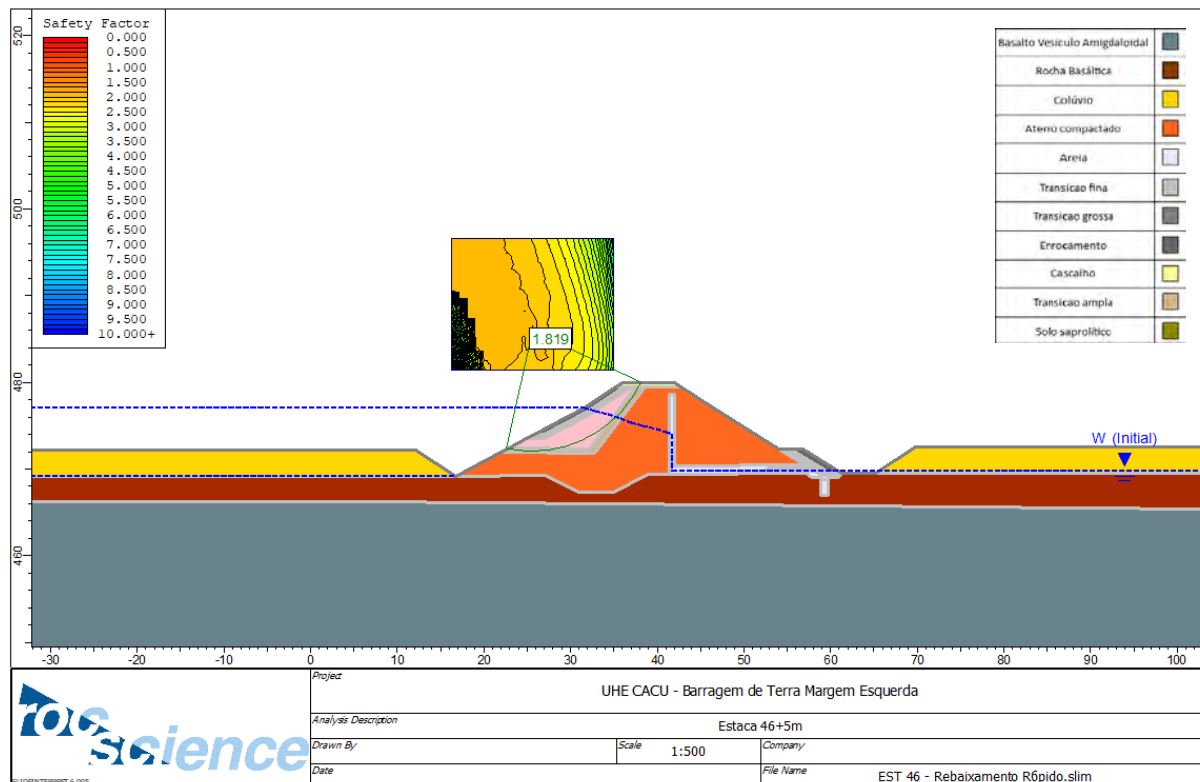 Safety Factor
0.000
0.500
1.000
1.500
2.000
2.500
3.000
3.500
4.000
4.500
5.000
5.500
6.000
6.500
7.000
7.500
8.000
8.500
9.000
9.500
10.000+
Basalto Vesículo Amigdaloidal
Rocha Basáltica
Colúvio
Aterro compactado
Areia
Transicao fina
Transicao grossa
Enrocamento
Cascalho
Transicao ampla
Solo saprolítico
520
500
480
460
1.819
W (Initial)
-30 -20 -10 0 10 20 30 40 50 60 70 80 90 100
rocscience
Project
UHE CACU - Barragem de Terra Margem Esquerda
Analysis Description
Estaca 46+5m
Drawn By
Scale 1:500
Company
Date
File Name EST 46 - Rebaixamento Rбpido.slim